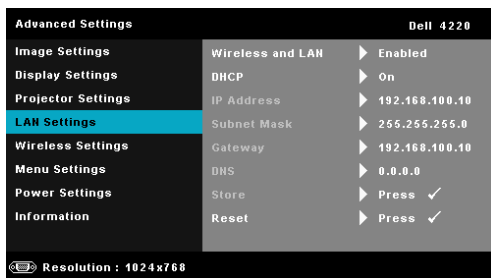 Advanced Settings Dell 4220
Image Settings Wireless and LAN Enabled
Display Settings DHCP On
Projector Settings IP Address 192.168.100.10
LAN Settings Subnet Mask 255.255.255.0
Wireless Settings Gateway 192.168.100.10
Menu Settings DNS 0.0.0.0
Power Settings Store Press ✓
Information Reset Press ✓
Resolution : 1024x768